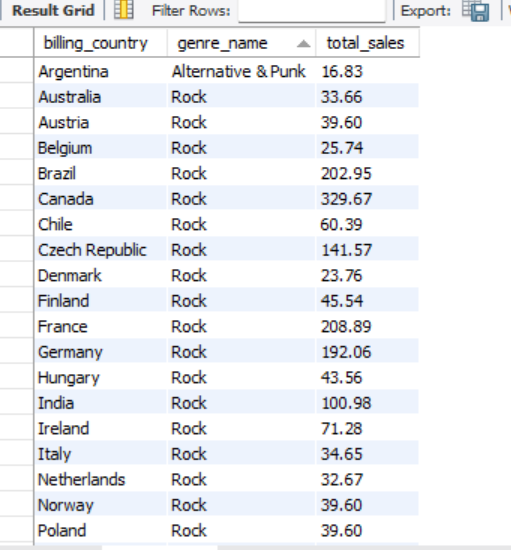 Result Grid Filter Rows: Export:
billing_country genre_name total_sales
Argentina Alternative & Punk 16.83
Australia Rock 33.66
Austria Rock 39.60
Belgium Rock 25.74
Brazil Rock 202.95
Canada Rock 329.67
Chile Rock 60.39
Czech Republic Rock 141.57
Denmark Rock 23.76
Finland Rock 45.54
France Rock 208.89
Germany Rock 192.06
Hungary Rock 43.56
India Rock 100.98
Ireland Rock 71.28
Italy Rock 34.65
Netherlands Rock 32.67
Norway Rock 39.60
Poland Rock 39.60